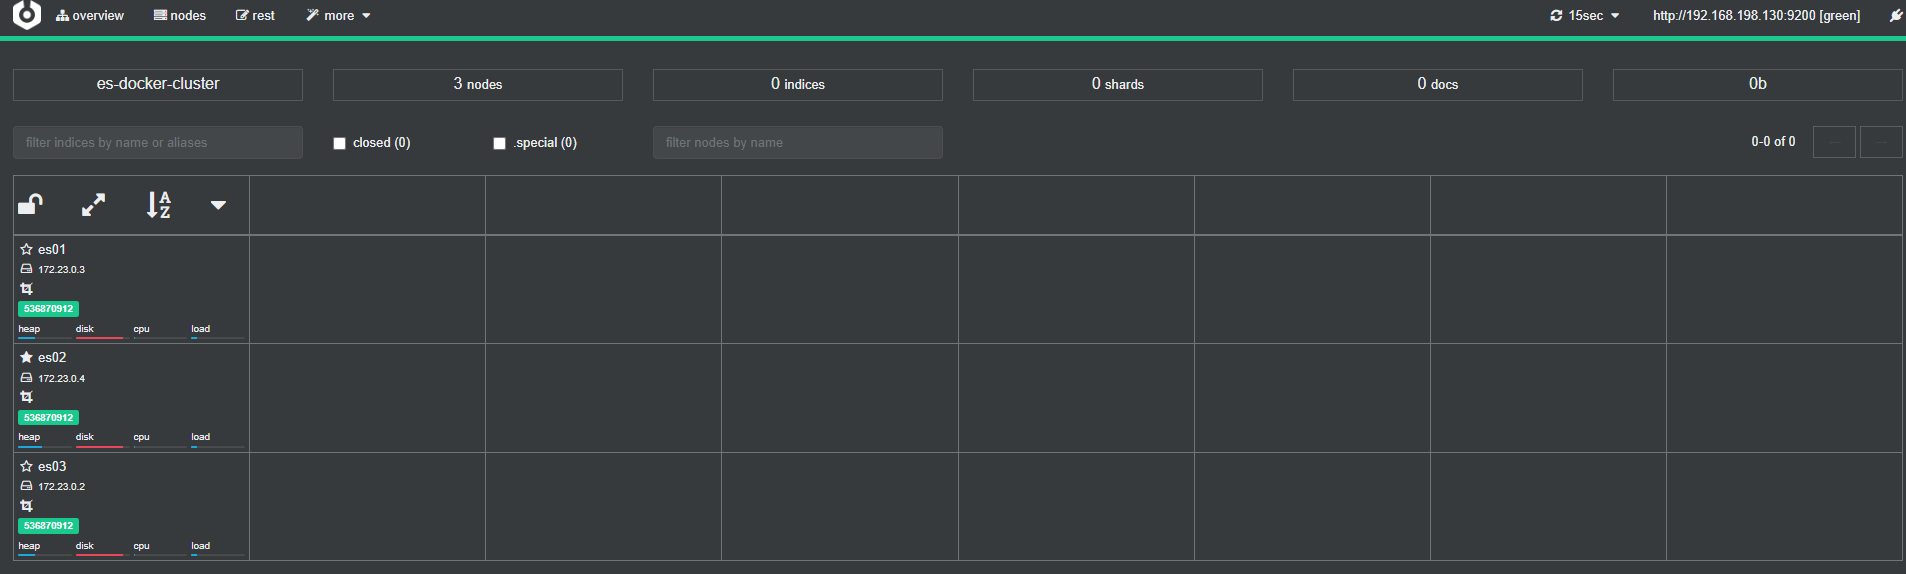 overview nodes rest more 15sec http://192.168.198.130:9200 [green]
es-docker-cluster 3 nodes 0 indices 0 shards 0 docs 0b
filter indices by name or aliases closed (0) .special (0) filter nodes by name 0-0 of 0
es01
172.23.0.3
536870912
heap disk cpu load
es02
172.23.0.4
536870912
heap disk cpu load
es03
172.23.0.2
536870912
heap disk cpu load